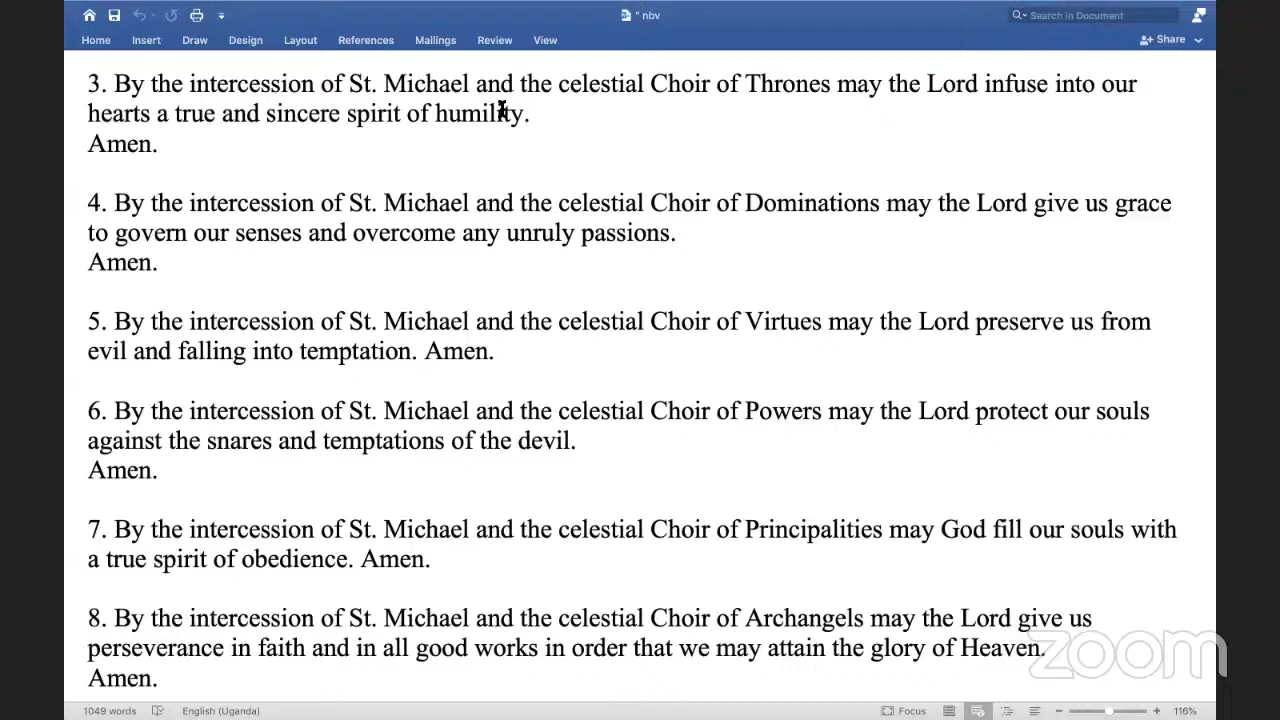 " nbv
Search in Document
Home Insert Draw Design Layout References Mailings Review View
Share
3. By the intercession of St. Michael and the celestial Choir of Thrones may the Lord infuse into our
hearts a true and sincere spirit of humility.
Amen.
4. By the intercession of St. Michael and the celestial Choir of Dominations may the Lord give us grace
to govern our senses and overcome any unruly passions.
Amen.
5. By the intercession of St. Michael and the celestial Choir of Virtues may the Lord preserve us from
evil and falling into temptation. Amen.
6. By the intercession of St. Michael and the celestial Choir of Powers may the Lord protect our souls
against the snares and temptations of the devil.
Amen.
7. By the intercession of St. Michael and the celestial Choir of Principalities may God fill our souls with
a true spirit of obedience. Amen.
8. By the intercession of St. Michael and the celestial Choir of Archangels may the Lord give us
perseverance in faith and in all good works in order that we may attain the glory of Heaven.
Amen.
zoom
1049 words English (Uganda) Focus 116%